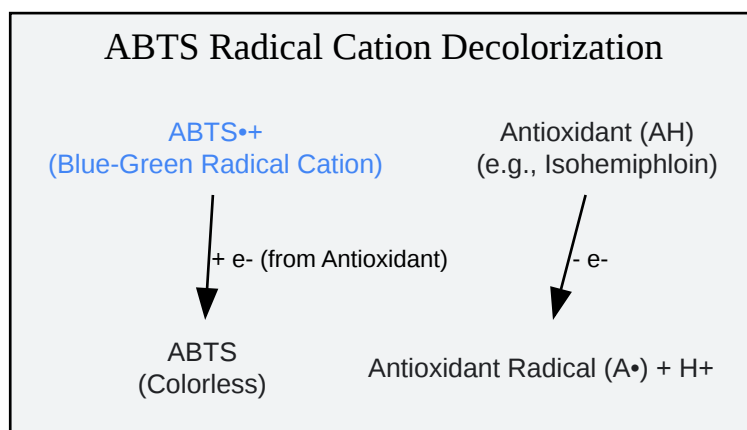 ABTS Radical Cation Decolorization
ABTS•+
(Blue-Green Radical Cation)
Antioxidant (AH)
(e.g., Isohemiphloin)
+ e- (from Antioxidant)
- e-
ABTS
(Colorless)
Antioxidant Radical (A•) + H+